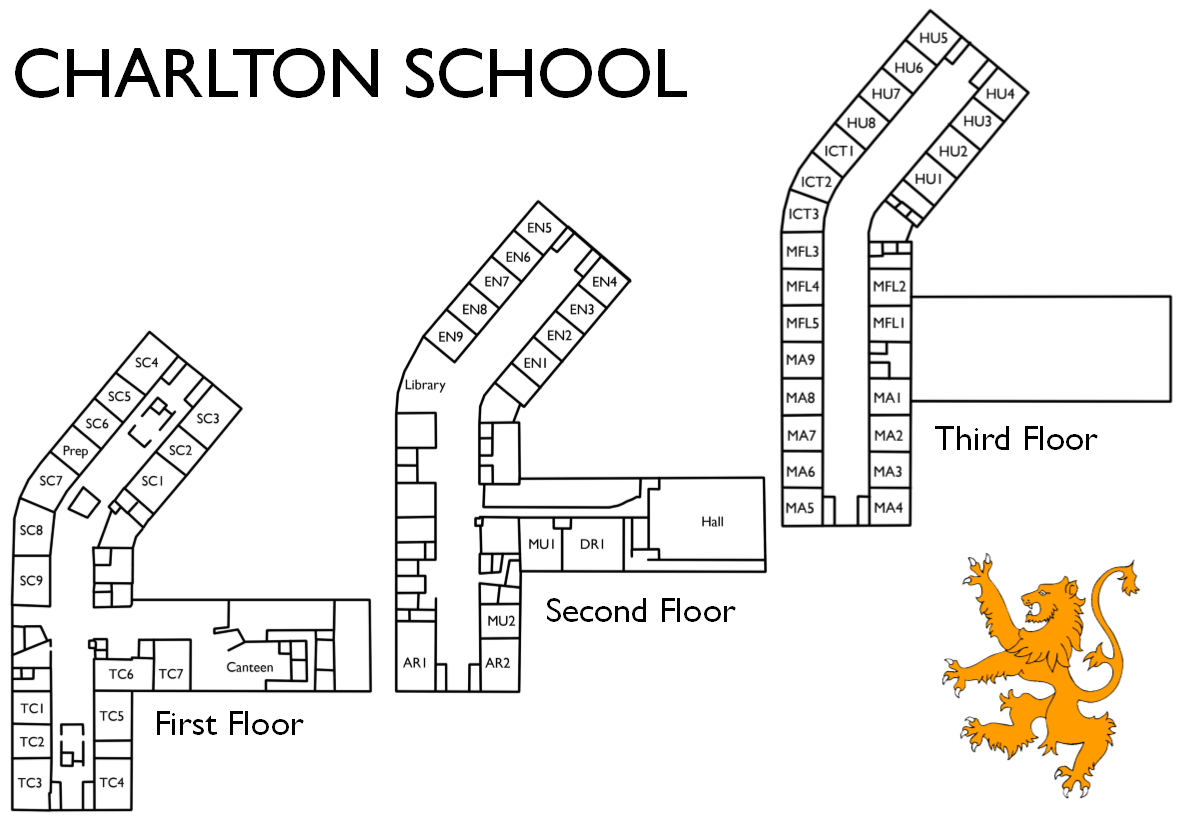 CHARLTON SCHOOL
SC4
SC5
SC3
SC6
SC2
Prep
SC1
SC7
SC8
SC9
TC6
TC7
Canteen
TC1
TC5
TC2
TC3
TC4
First Floor
EN5
EN6
EN4
EN7
EN3
EN8
EN2
EN9
EN1
Library
Hall
MU1
DR1
MU2
AR1
AR2
Second Floor
HU5
HU6
HU4
HU7
HU3
HU8
HU2
ICT1
HU1
ICT2
ICT3
MFL3
MFL4
MFL2
MFL5
MFL1
MA9
MA8
MA1
MA7
MA2
MA6
MA3
MA5
MA4
Third Floor